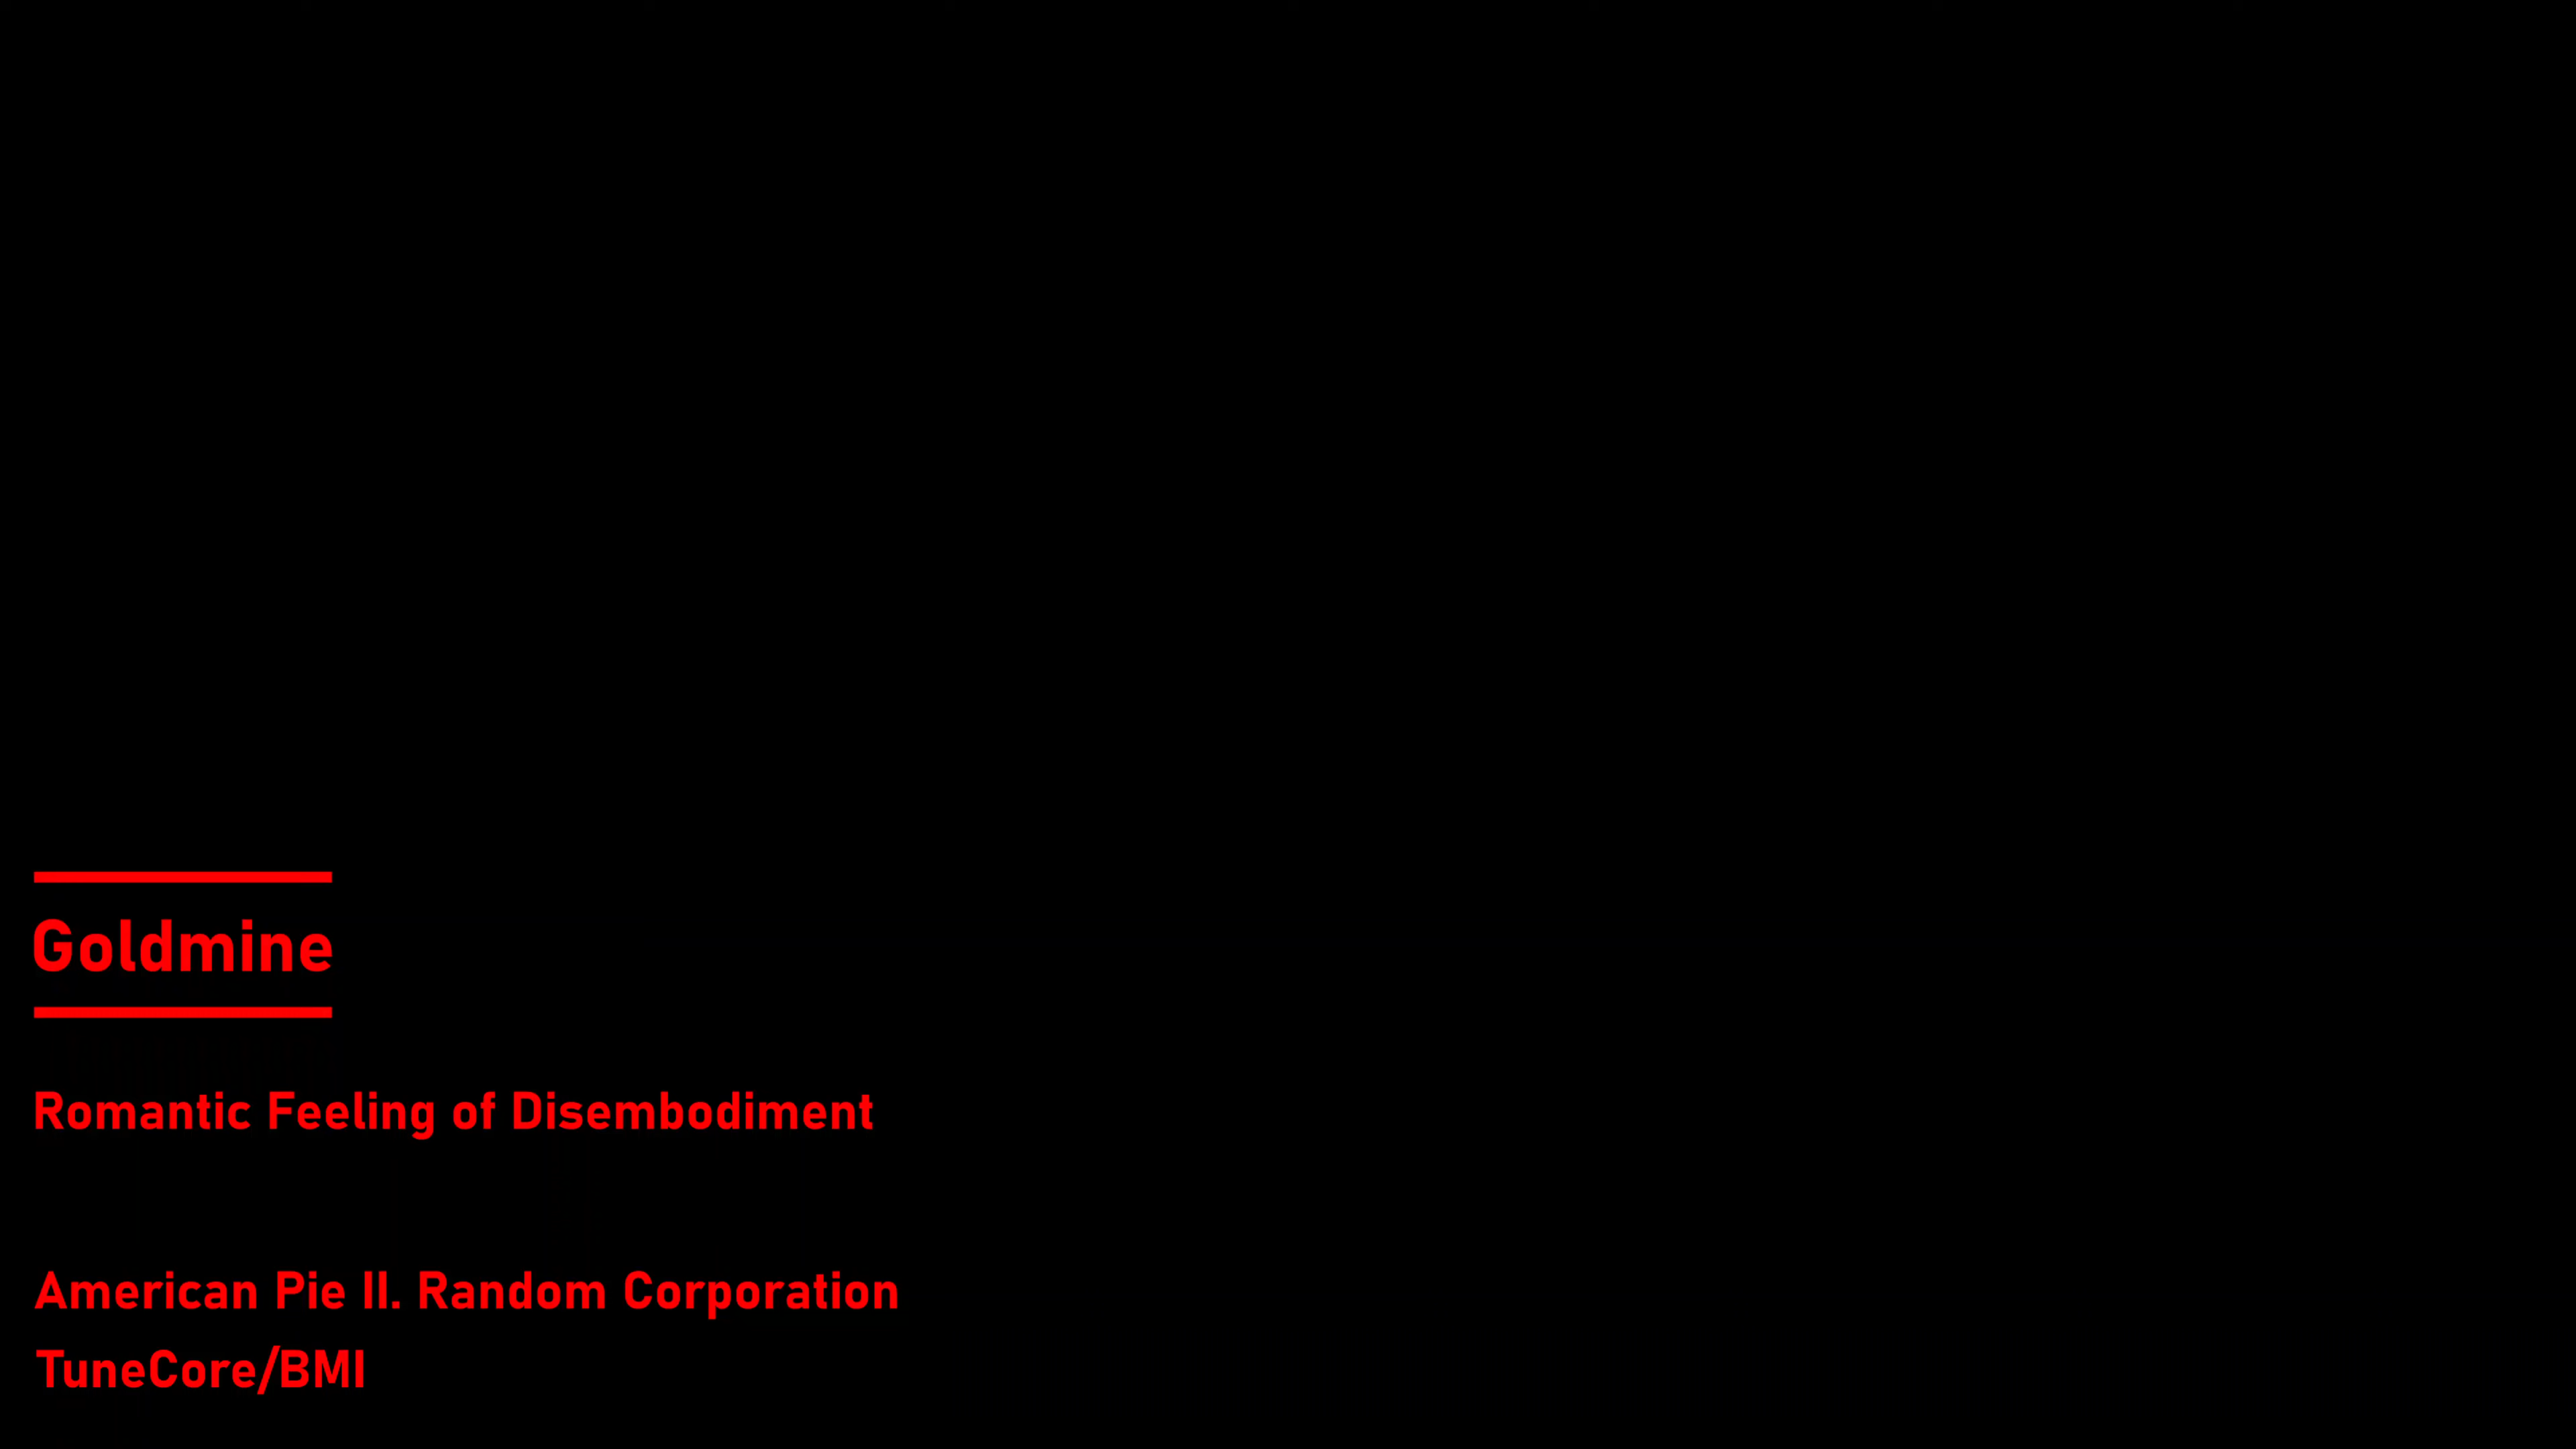 Goldmine
Romantic Feeling of Disembodiment
American Pie II. Random Corporation
TuneCore/BMI